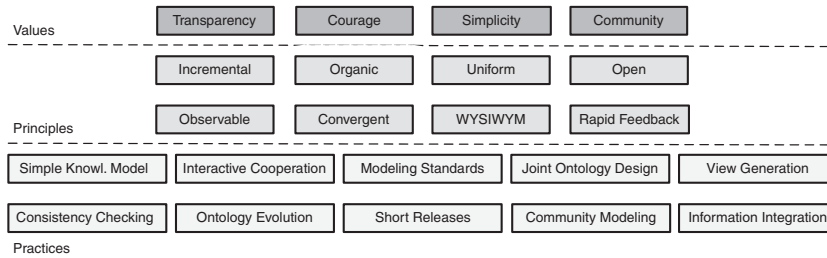 Transparency Courage Simplicity Community
Values
Incremental Organic Uniform Open
Observable Convergent WYSIWYM Rapid Feedback
Principles
Simple Knowl. Model Interactive Cooperation Modeling Standards Joint Ontology Design View Generation
Consistency Checking Ontology Evolution Short Releases Community Modeling Information Integration
Practices